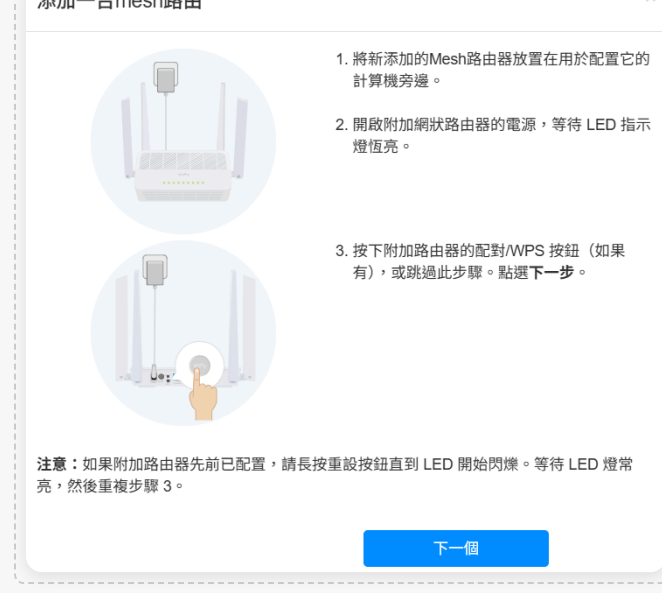 添加一台mesh路由
1. 將新添加的Mesh路由器放置在用於配置它的
計算機旁邊。
2. 開啟附加網狀路由器的電源，等待 LED 指示
燈恆亮。
3. 按下附加路由器的配對/WPS 按鈕（如果
有），或跳過此步驟。點選下一步。
注意：如果附加路由器先前已配置，請長按重設按鈕直到 LED 開始閃爍。等待 LED 燈常
亮，然後重複步驟 3。
下一個